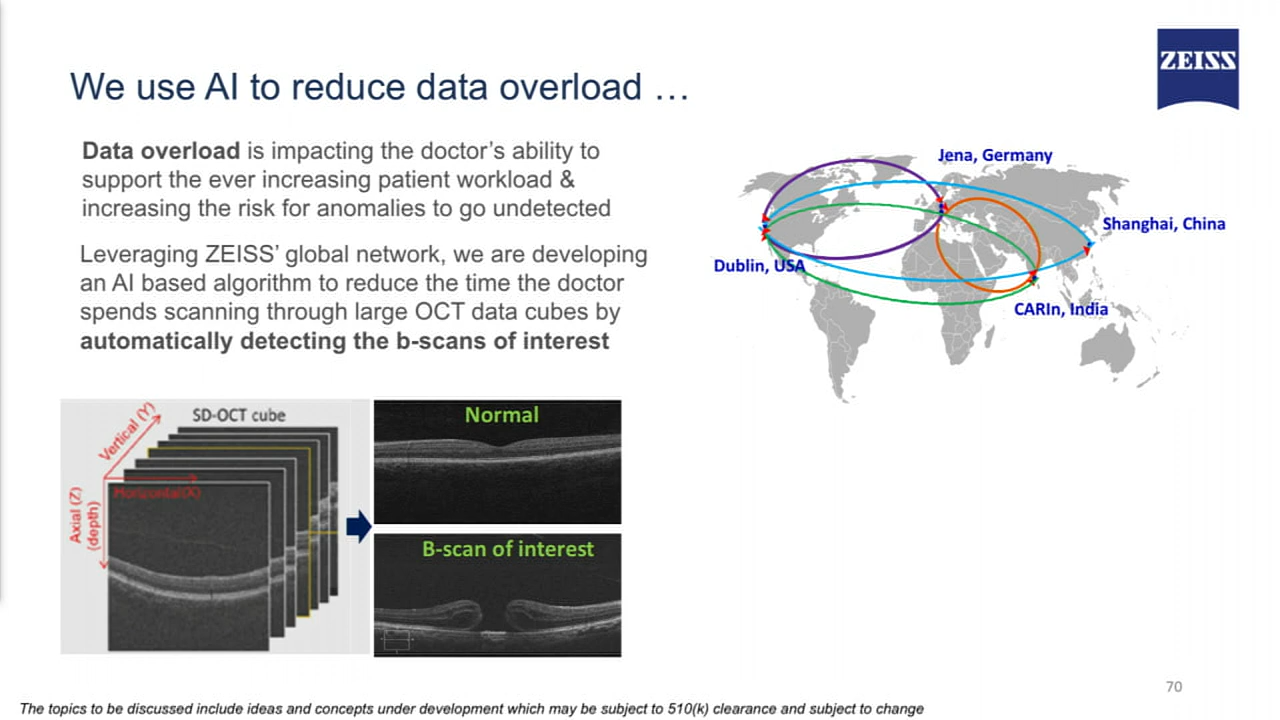 ZEISS
We use AI to reduce data overload …
Data overload is impacting the doctor's ability to
support the ever increasing patient workload &
increasing the risk for anomalies to go undetected
Leveraging ZEISS' global network, we are developing
an AI based algorithm to reduce the time the doctor
spends scanning through large OCT data cubes by
automatically detecting the b-scans of interest
Jena, Germany
Shanghai, China
Dublin, USA
CARIn, India
SD-OCT cube
Vertical (Y)
Horizontal(X)
Axial (Z)
(depth)
Normal
B-scan of interest
70
The topics to be discussed include ideas and concepts under development which may be subject to 510(k) clearance and subject to change